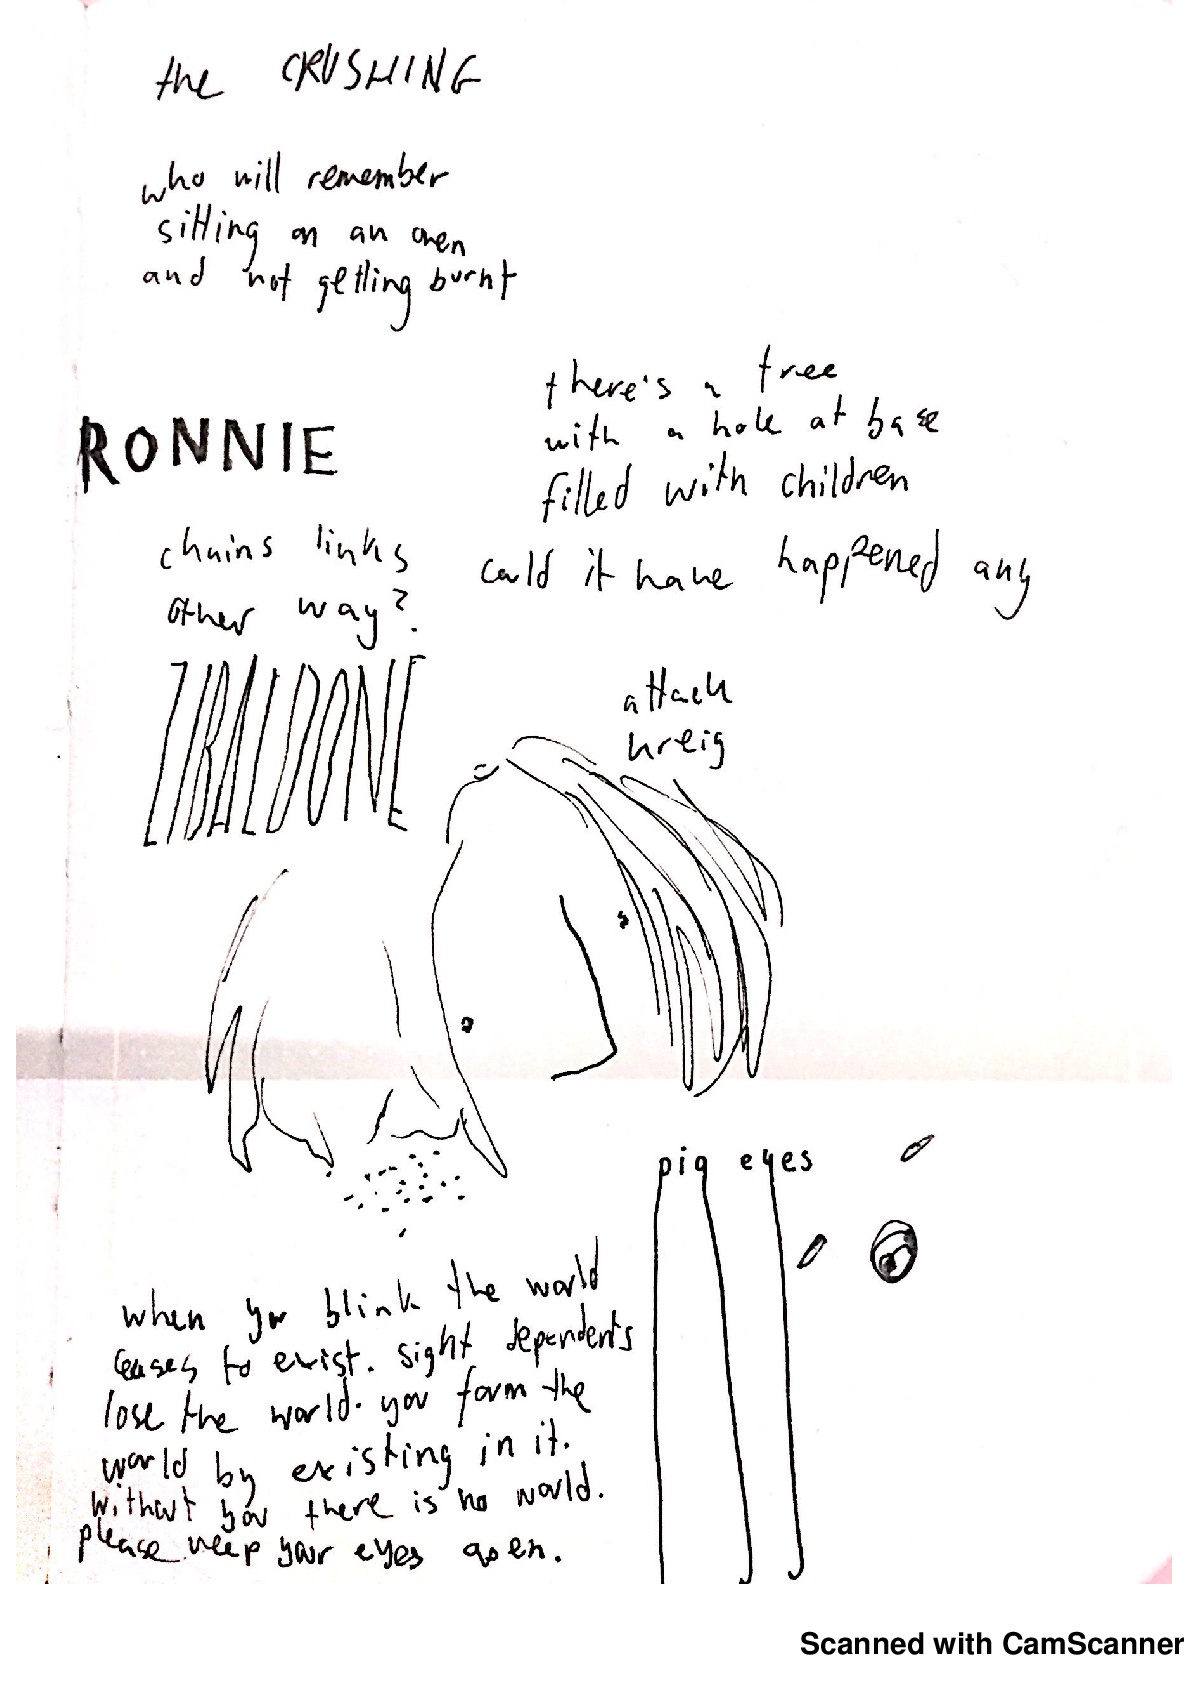 the CRUSHING
who will remember
sitting on an oven
and not getting burnt
there's a tree
with a hole at base
filled with children
RONNIE
chains links
other way?
could it have happened any
ZIBALDONE
attach
kreig
pig eyes
when you blink the world
ceases to exist. sight dependents
lose the world. you form the
world by existing in it.
without you there is no world.
please keep your eyes open.
Scanned with CamScanner